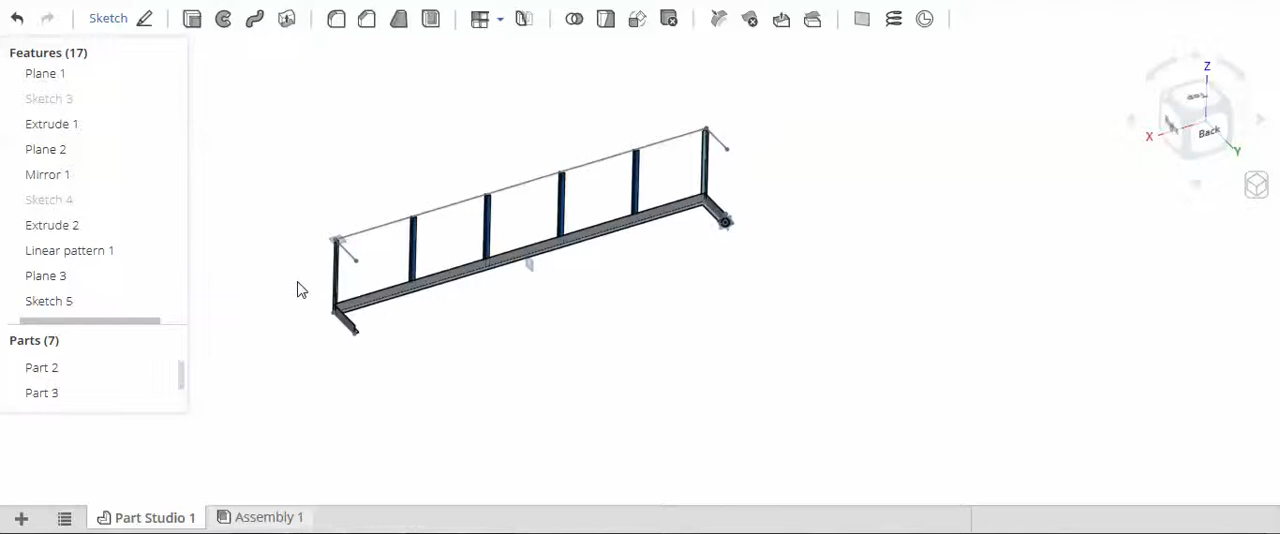 Sketch
Features (17)
Plane 1
Sketch 3
Extrude 1
Plane 2
Mirror 1
Sketch 4
Extrude 2
Linear pattern 1
Plane 3
Sketch 5
Parts (7)
Part 2
Part 3
Z
Top
Back
X
Y
Part Studio 1
Assembly 1